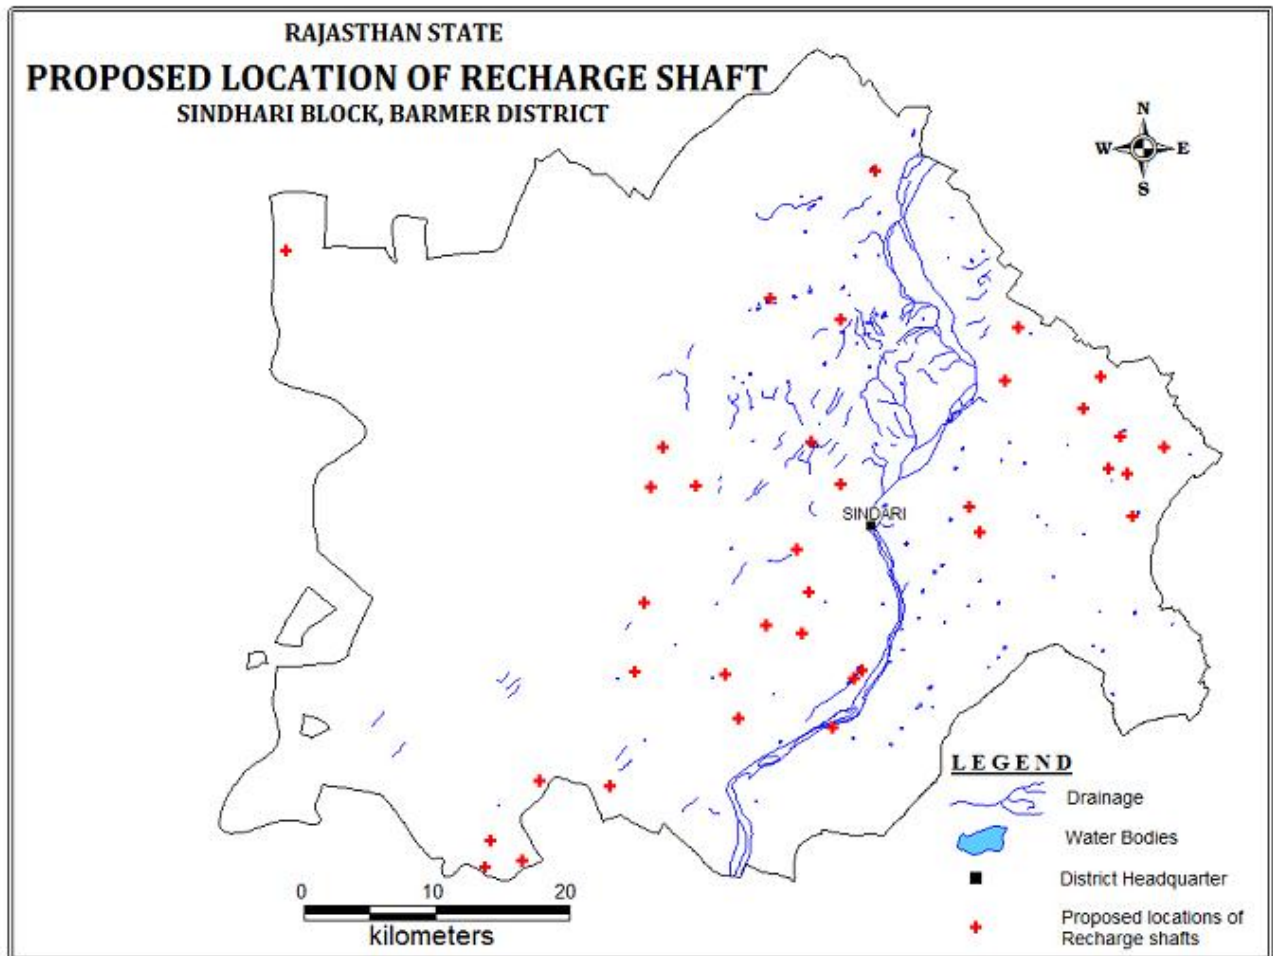 RAJASTHAN STATE
PROPOSED LOCATION OF RECHARGE SHAFT
SINDHARI BLOCK, BARMER DISTRICT
N
W E
S
SINDARI
LEGEND
Drainage
Water Bodies
District Headquarter
Proposed locations of
Recharge shafts
0 10 20
kilometers